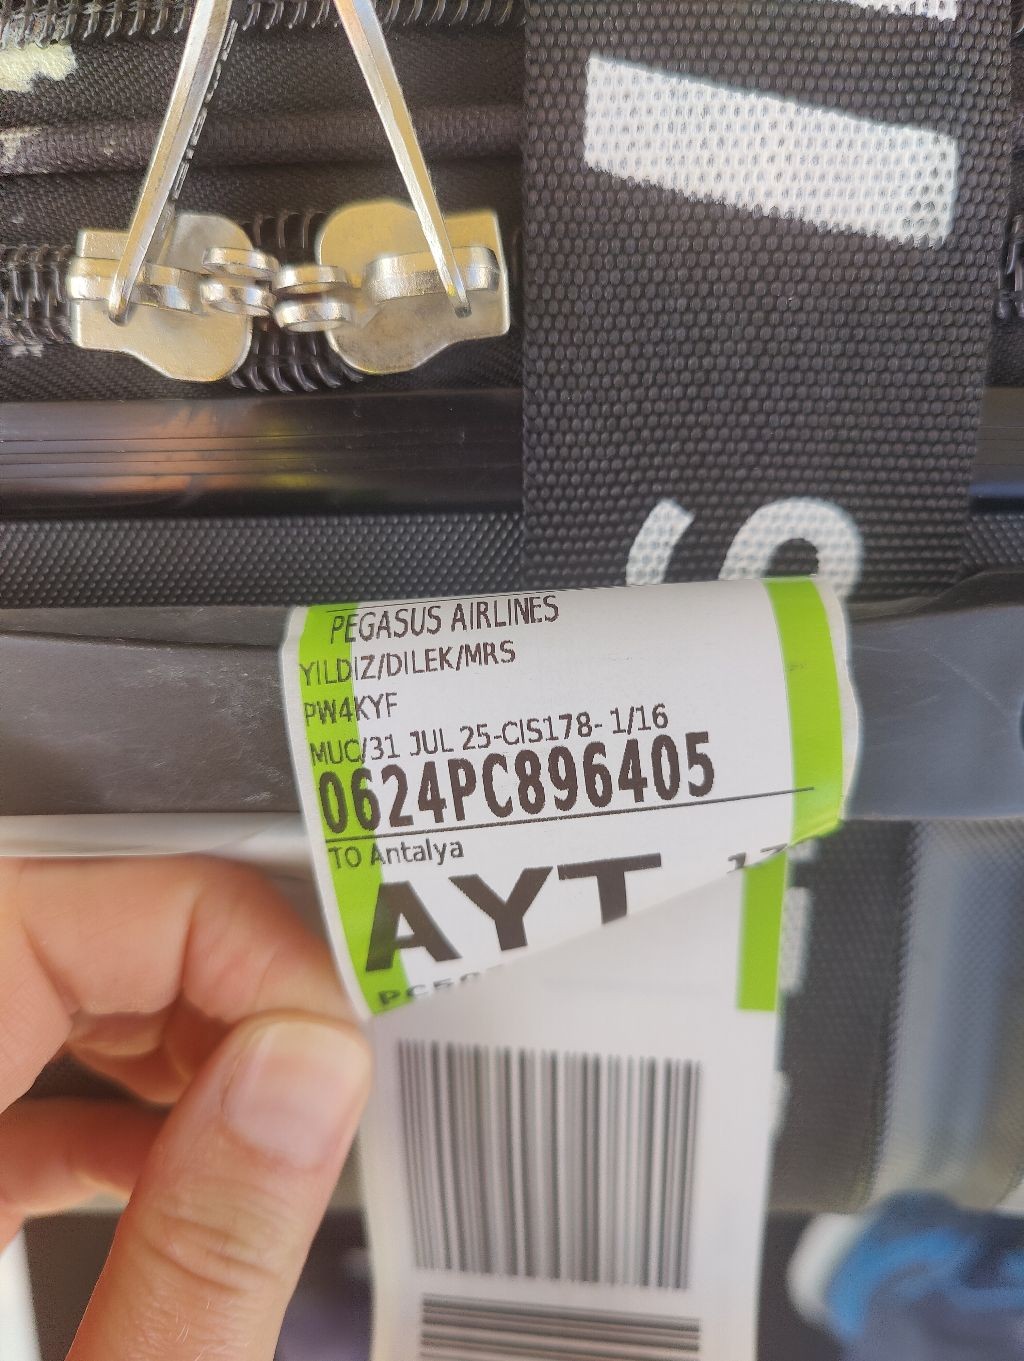 PEGASUS AIRLINES
YILDIZ/DILEK/MRS
PW4KYF
MUC/31 JUL 25-CIS178- 1/16
0624PC896405
TO Antalya
AYT